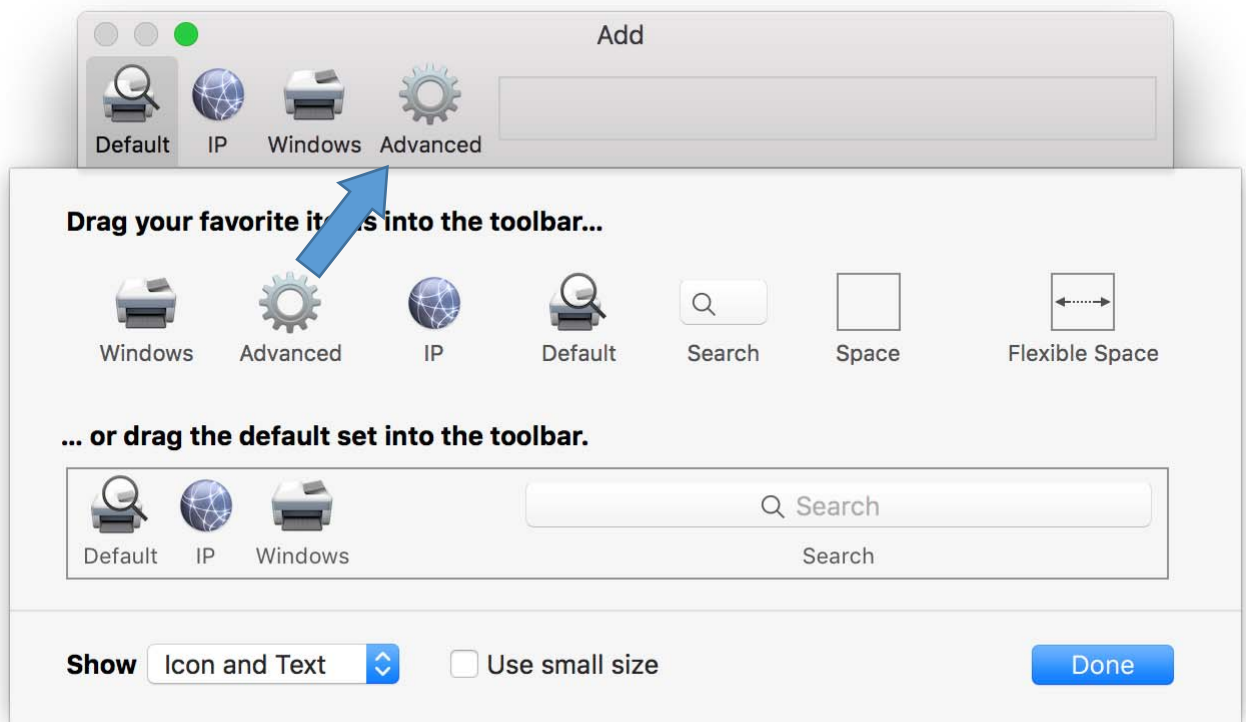 Add
Default IP Windows Advanced
Drag your favorite items into the toolbar...
Windows Advanced IP Default Search Space Flexible Space
... or drag the default set into the toolbar.
Search
Default IP Windows Search
Show Icon and Text Use small size Done